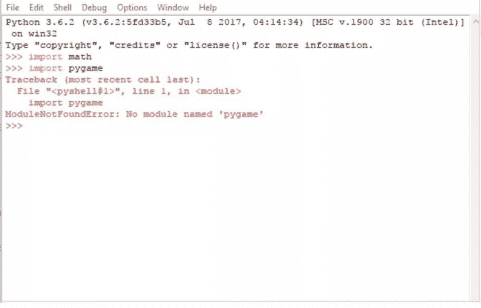 File Edit Shell Debug Options Window Help
Python 3.6.2 (v3.6.2:5fd33b5, Jul 8 2017, 04:14:34) [MSC v.1900 32 bit (Intel)]
on win32
Type "copyright", "credits" or "license()" for more information.
>>> import math
>>> import pygame
Traceback (most recent call last):
  File "<pyshell#1>", line 1, in <module>
    import pygame
ModuleNotFoundError: No module named 'pygame'
>>>